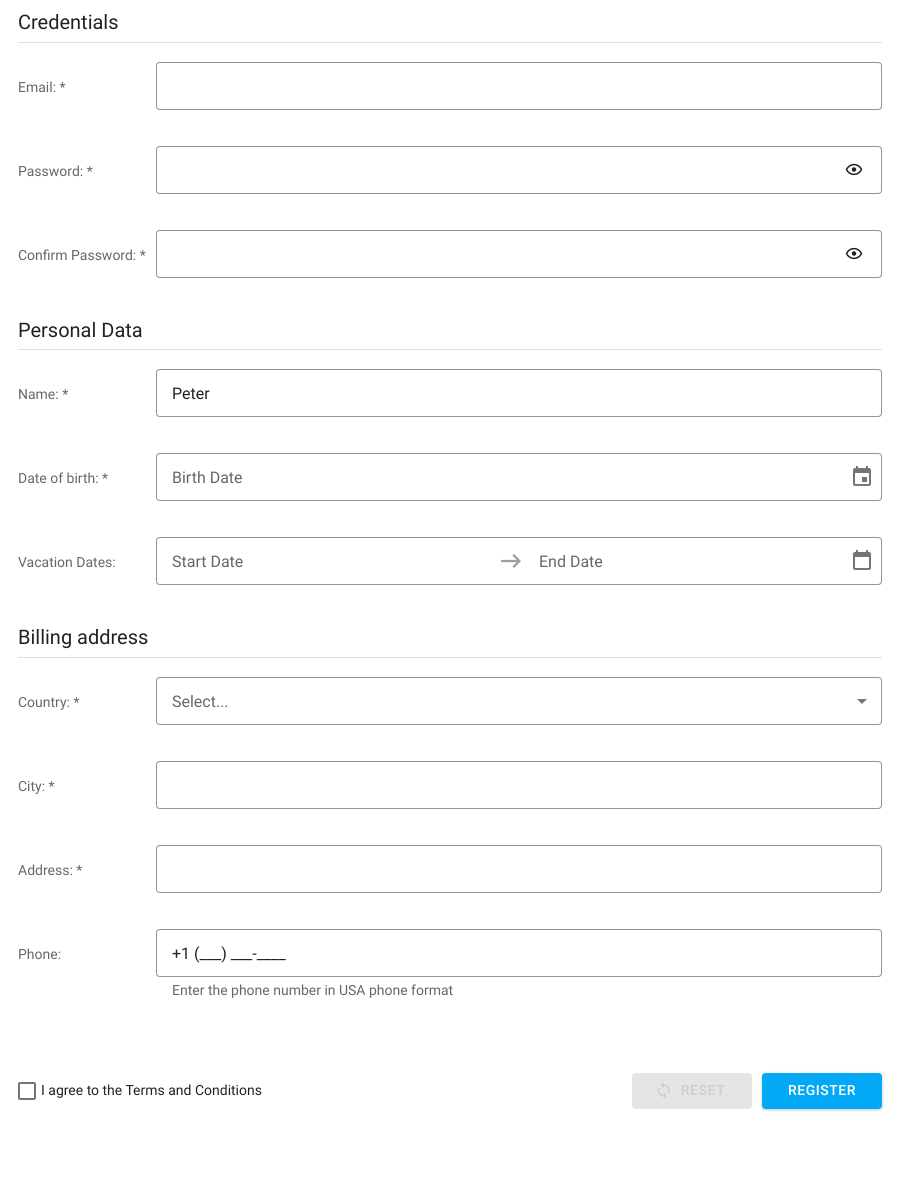 Credentials
Email: *
Password: *
Confirm Password: *
Personal Data
Name: * Peter
Date of birth: * Birth Date
Vacation Dates: Start Date End Date
Billing address
Country: * Select...
City: *
Address: *
Phone: +1 (___) ___-____
Enter the phone number in USA phone format
I agree to the Terms and Conditions RESET REGISTER